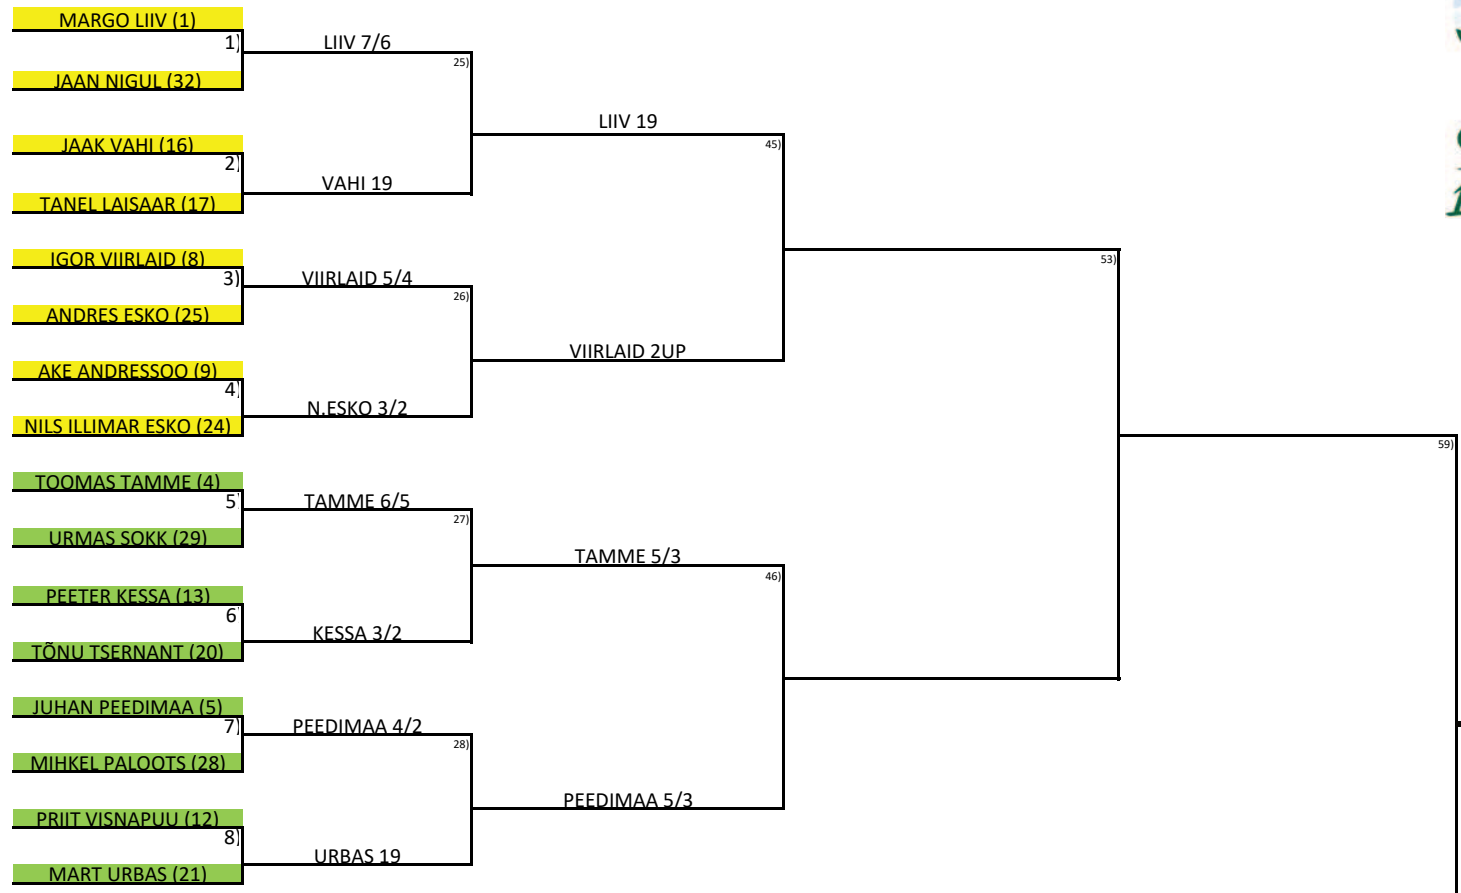 MARGO LIIV (1)
1)
LIIV 7/6
25)
JAAN NIGUL (32)
LIIV 19
45)
JAAK VAHI (16)
2)
VAHI 19
TANEL LAISAAR (17)
IGOR VIIRLAID (8)
53)
3)
VIIRLAID 5/4
26)
ANDRES ESKO (25)
VIIRLAID 2UP
AKE ANDRESSOO (9)
4)
N.ESKO 3/2
NILS ILLIMAR ESKO (24)
59)
TOOMAS TAMME (4)
5)
TAMME 6/5
27)
URMAS SOKK (29)
TAMME 5/3
46)
PEETER KESSA (13)
6
KESSA 3/2
TÕNU TSERNANT (20)
JUHAN PEEDIMAA (5)
7)
PEEDIMAA 4/2
28)
MIHKEL PALOOTS (28)
PEEDIMAA 5/3
PRIIT VISNAPUU (12)
8)
URBAS 19
MART URBAS (21)